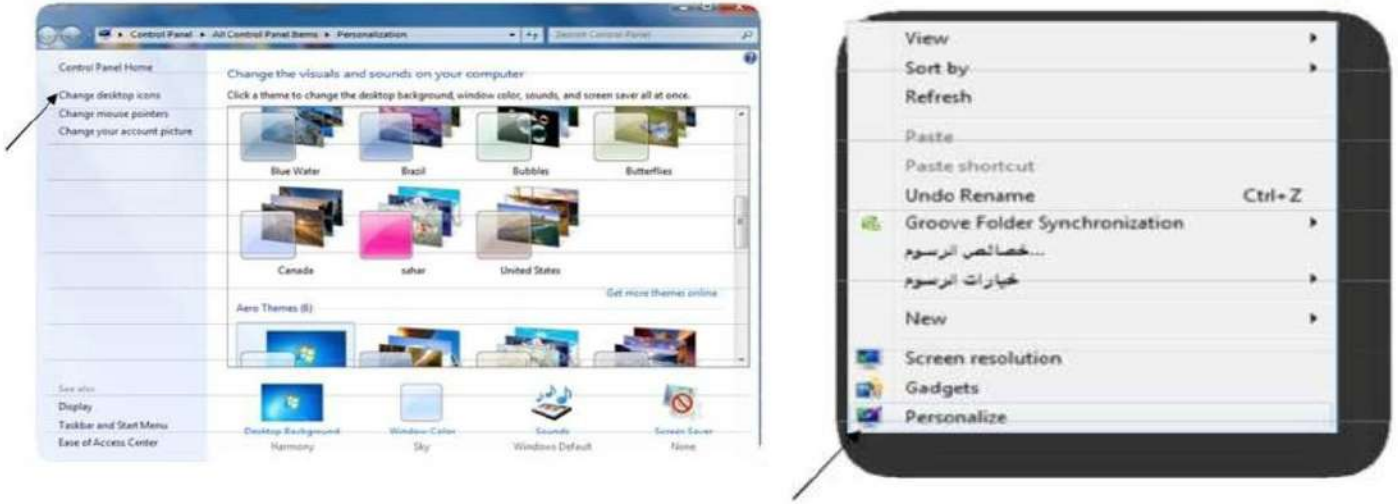 Control Panel ▸ All Control Panel Items ▸ Personalization
Search Control Panel
Control Panel Home
Change desktop icons
Change mouse pointers
Change your account picture
Change the visuals and sounds on your computer
Click a theme to change the desktop background, window color, sounds, and screen saver all at once.
Blue Water
Brazil
Bubbles
Butterflies
Canada
sahar
United States
Get more themes online
Aero Themes (6)
See also
Display
Taskbar and Start Menu
Ease of Access Center
Desktop Background
Harmony
Window Color
Sky
Sounds
Windows Default
Screen Saver
None
View
Sort by
Refresh
Paste
Paste shortcut
Undo Rename Ctrl+Z
Groove Folder Synchronization
خصائص الرسوم...
خيارات الرسوم
New
Screen resolution
Gadgets
Personalize